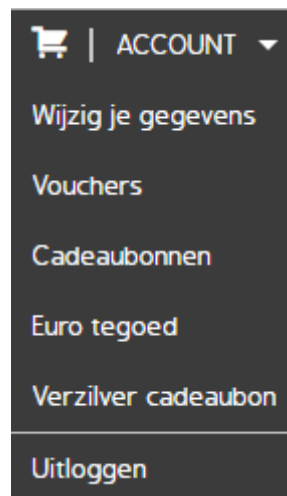 | ACCOUNT
Wijzig je gegevens
Vouchers
Cadeaubonnen
Euro tegoed
Verzilver cadeaubon
Uitloggen